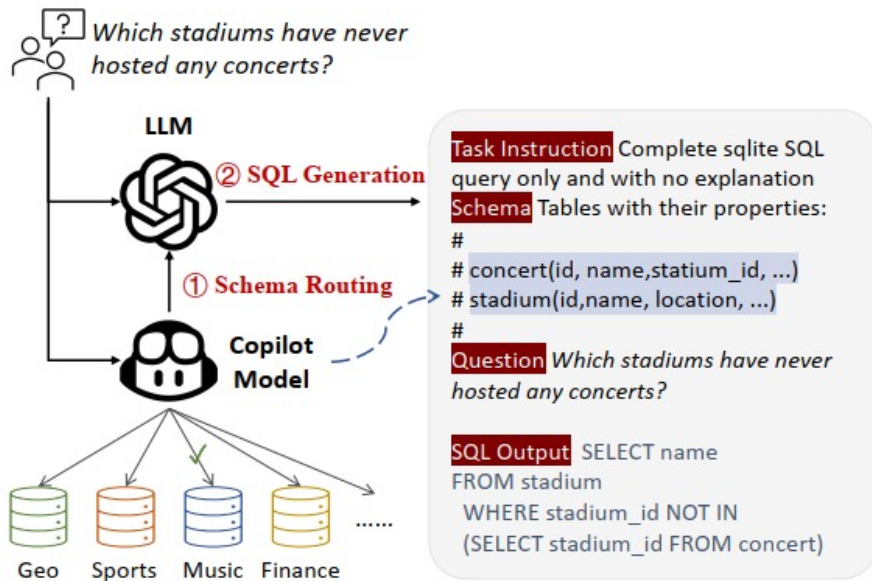 ?
Which stadiums have never
hosted any concerts?
LLM
② SQL Generation
① Schema Routing
Copilot
Model
Geo
Sports
Music
Finance
......
Task Instruction Complete sqlite SQL
query only and with no explanation
Schema Tables with their properties:
#
# concert(id, name,statium_id, ...)
# stadium(id,name, location, ...)
#
Question Which stadiums have never
hosted any concerts?
SQL Output SELECT name
FROM stadium
WHERE stadium_id NOT IN
(SELECT stadium_id FROM concert)